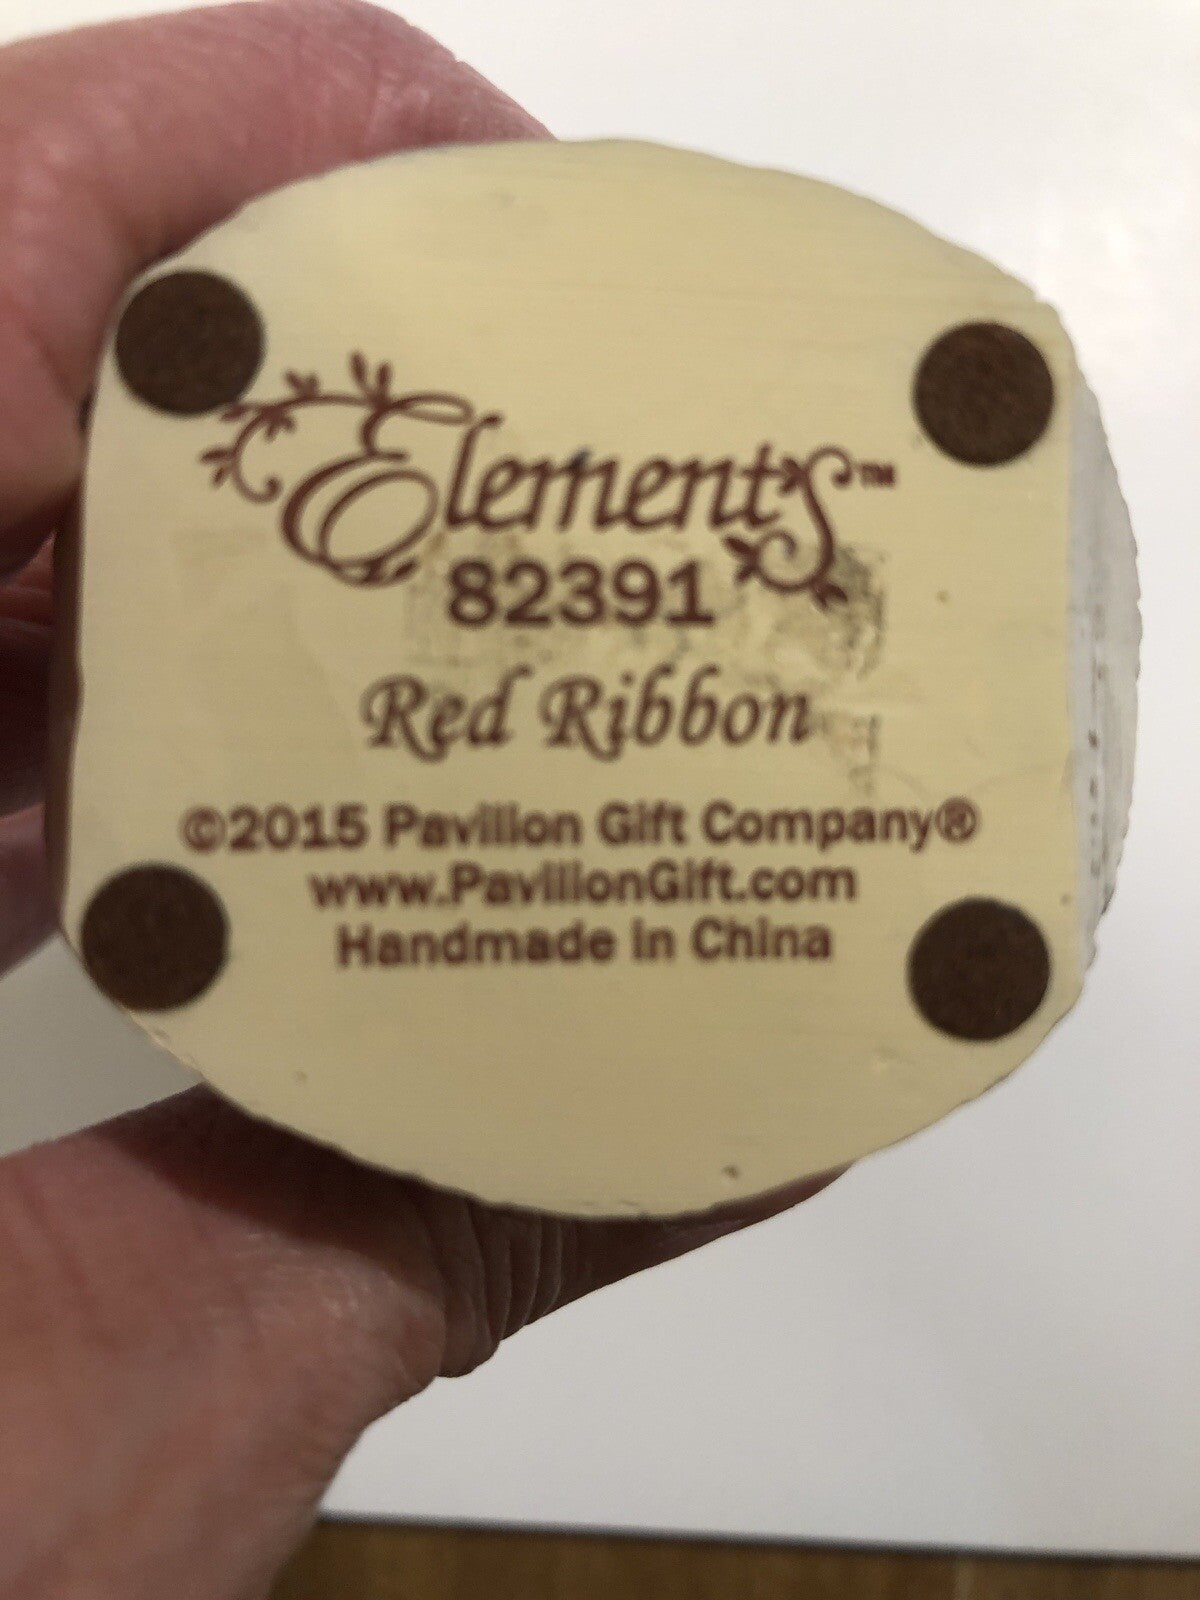 Elements™
82391
Red Ribbon
©2015 Pavilion Gift Company®
www.PavilionGift.com
Handmade in China